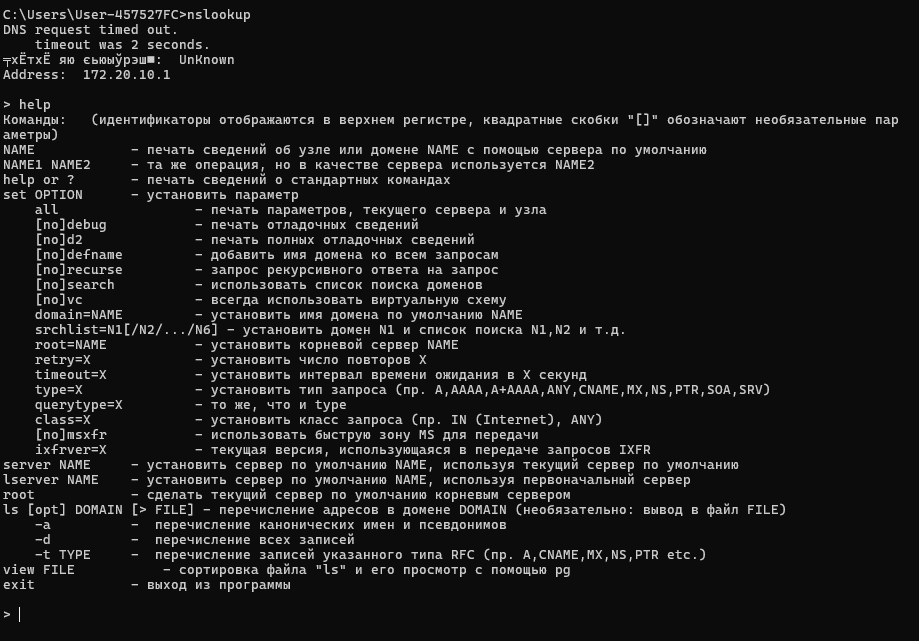 C:\Users\User-457527FC>nslookup
DNS request timed out.
    timeout was 2 seconds.
╤хЁтхЁ яю єьюыўрэш■:  UnKnown
Address:  172.20.10.1

> help
Команды:   (идентификаторы отображаются в верхнем регистре, квадратные скобки "[]" обозначают необязательные пар
аметры)
NAME            - печать сведений об узле или домене NAME с помощью сервера по умолчанию
NAME1 NAME2     - та же операция, но в качестве сервера используется NAME2
help or ?       - печать сведений о стандартных командах
set OPTION      - установить параметр
    all                 - печать параметров, текущего сервера и узла
    [no]debug           - печать отладочных сведений
    [no]d2              - печать полных отладочных сведений
    [no]defname         - добавить имя домена ко всем запросам
    [no]recurse         - запрос рекурсивного ответа на запрос
    [no]search          - использовать список поиска доменов
    [no]vc              - всегда использовать виртуальную схему
    domain=NAME         - установить имя домена по умолчанию NAME
    srchlist=N1[/N2/.../N6] - установить домен N1 и список поиска N1,N2 и т.д.
    root=NAME           - установить корневой сервер NAME
    retry=X             - установить число повторов X
    timeout=X           - установить интервал времени ожидания в X секунд
    type=X              - установить тип запроса (пр. A,AAAA,A+AAAA,ANY,CNAME,MX,NS,PTR,SOA,SRV)
    querytype=X         - то же, что и type
    class=X             - установить класс запроса (пр. IN (Internet), ANY)
    [no]msxfr           - использовать быструю зону MS для передачи
    ixfrver=X           - текущая версия, использующаяся в передаче запросов IXFR
server NAME     - установить сервер по умолчанию NAME, используя текущий сервер по умолчанию
lserver NAME    - установить сервер по умолчанию NAME, используя первоначальный сервер
root            - сделать текущий сервер по умолчанию корневым сервером
ls [opt] DOMAIN [> FILE] - перечисление адресов в домене DOMAIN (необязательно: вывод в файл FILE)
    -a          -  перечисление канонических имен и псевдонимов
    -d          -  перечисление всех записей
    -t TYPE     -  перечисление записей указанного типа RFC (пр. A,CNAME,MX,NS,PTR etc.)
view FILE           - сортировка файла "ls" и его просмотр с помощью pg
exit            - выход из программы

>